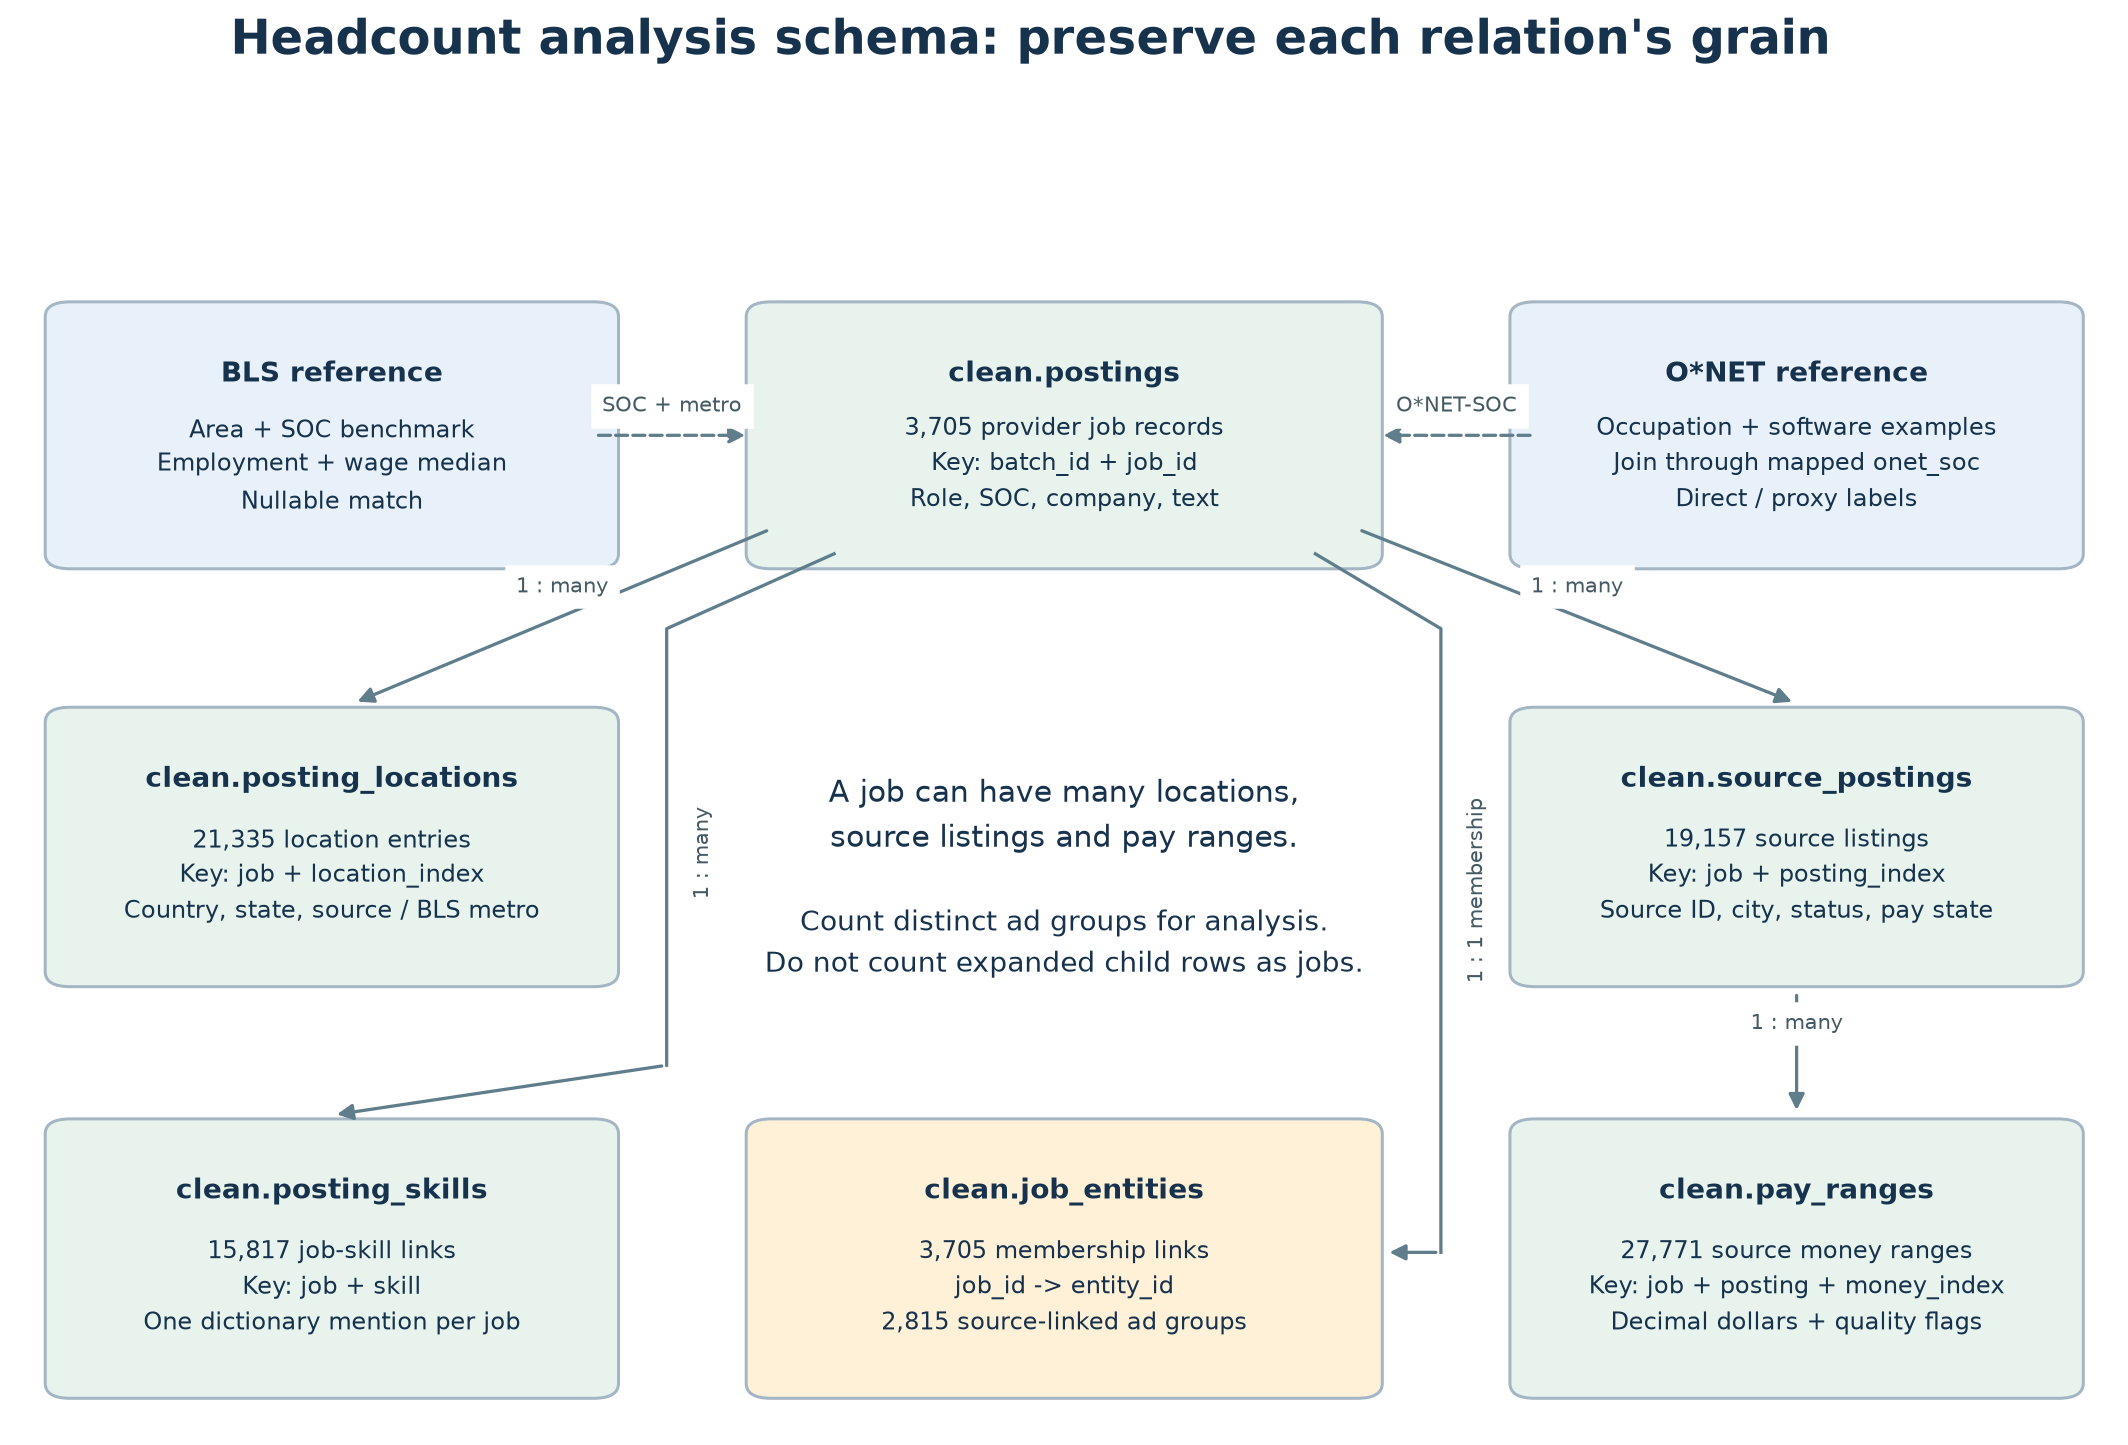 Headcount analysis schema: preserve each relation's grain
BLS reference
Area + SOC benchmark
Employment + wage median
Nullable match
SOC + metro
clean.postings
3,705 provider job records
Key: batch_id + job_id
Role, SOC, company, text
O*NET-SOC
O*NET reference
Occupation + software examples
Join through mapped onet_soc
Direct / proxy labels
1 : many
1 : many
clean.posting_locations
21,335 location entries
Key: job + location_index
Country, state, source / BLS metro
1 : many
A job can have many locations,
source listings and pay ranges.
Count distinct ad groups for analysis.
Do not count expanded child rows as jobs.
1 : 1 membership
clean.source_postings
19,157 source listings
Key: job + posting_index
Source ID, city, status, pay state
1 : many
clean.posting_skills
15,817 job-skill links
Key: job + skill
One dictionary mention per job
clean.job_entities
3,705 membership links
job_id -> entity_id
2,815 source-linked ad groups
clean.pay_ranges
27,771 source money ranges
Key: job + posting + money_index
Decimal dollars + quality flags